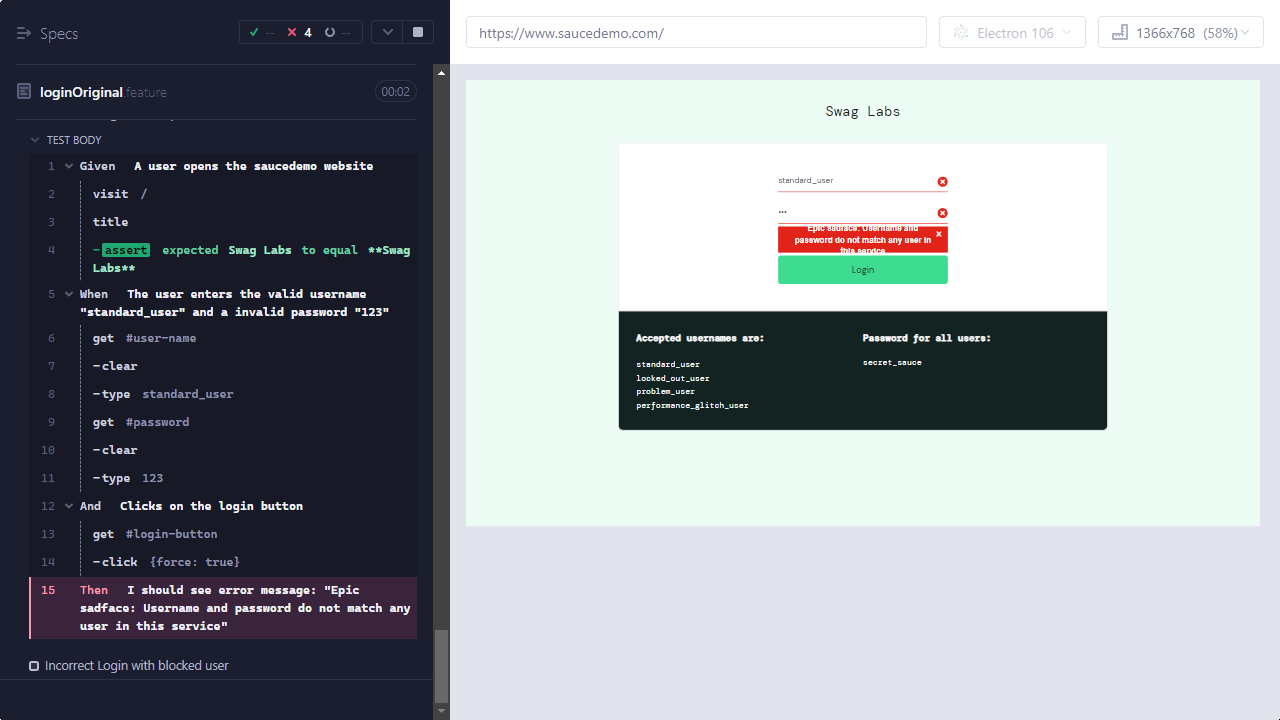 Specs
-- 4 --
https://www.saucedemo.com/
Electron 106
1366x768 (58%)
loginOriginal.feature
00:02
TEST BODY
1 Given A user opens the saucedemo website
2 visit /
3 title
4 -assert expected Swag Labs to equal **Swag
Labs**
5 When The user enters the valid username
"standard_user" and a invalid password "123"
6 get #user-name
7 -clear
8 -type standard_user
9 get #password
10 -clear
11 -type 123
12 And Clicks on the login button
13 get #login-button
14 -click {force: true}
15 Then I should see error message: "Epic
sadface: Username and password do not match any
user in this service"
Incorrect Login with blocked user
Swag Labs
standard_user
Epic sadface: Username and
password do not match any user in
this service
Login
Accepted usernames are:
standard_user
locked_out_user
problem_user
performance_glitch_user
Password for all users:
secret_sauce